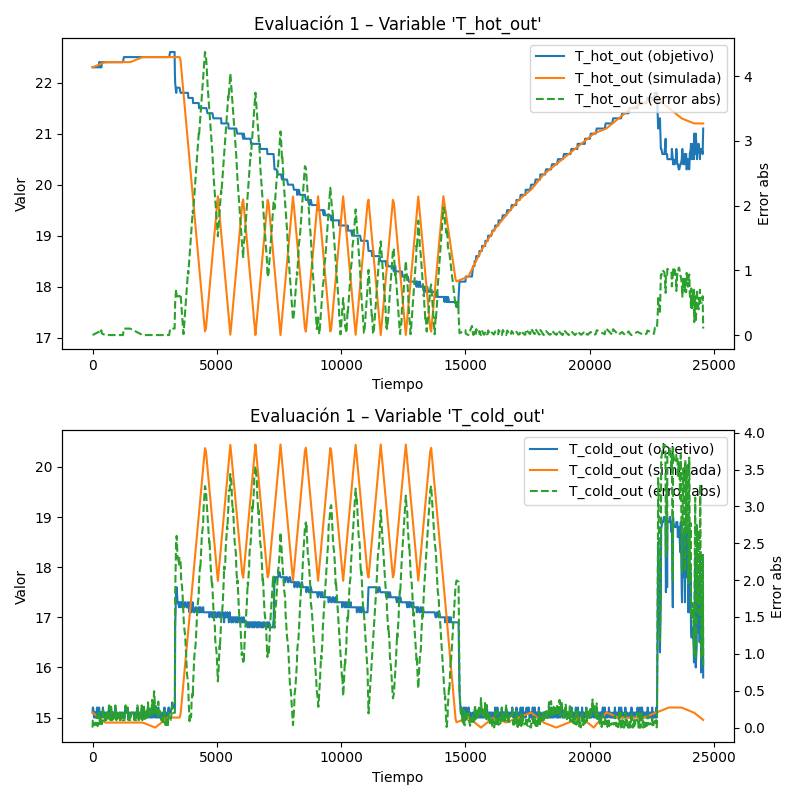 Evaluación 1 – Variable 'T_hot_out'
T_hot_out (objetivo)
T_hot_out (simulada)
T_hot_out (error abs)
Valor
22
21
20
19
18
17
4
3
2
1
0
Error abs
0 5000 10000 15000 20000 25000
Tiempo
Evaluación 1 – Variable 'T_cold_out'
T_cold_out (objetivo)
T_cold_out (simulada)
T_cold_out (error abs)
Valor
20
19
18
17
16
15
4.0
3.5
3.0
2.5
2.0
1.5
1.0
0.5
0.0
Error abs
0 5000 10000 15000 20000 25000
Tiempo